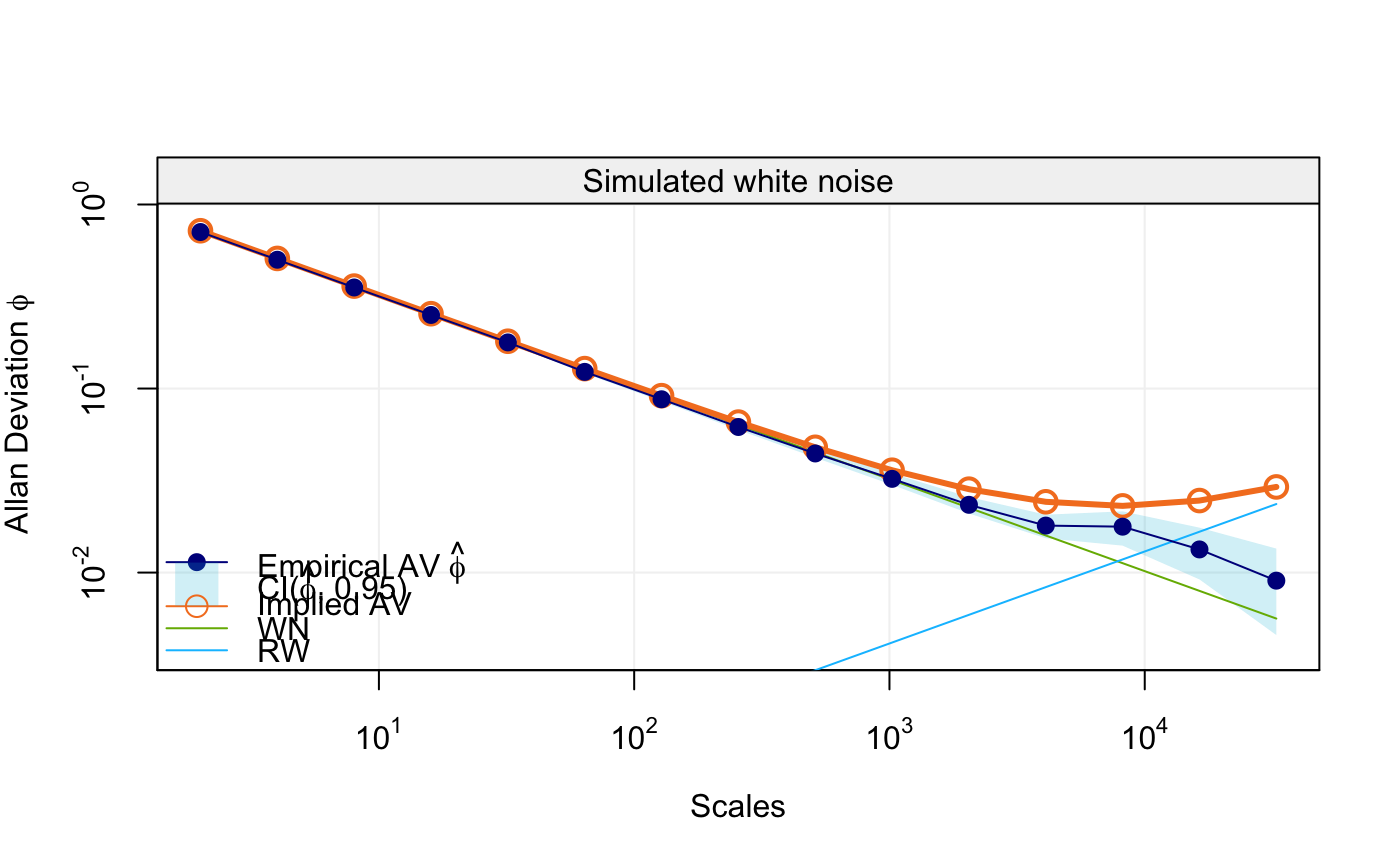 Simulated white noise
Allan Deviation ϕ
10^0
10^-1
10^-2
Empirical AV ϕ̂
CI(ϕ̂, 0.95)
Implied AV
WN
RW
10^1 10^2 10^3 10^4
Scales